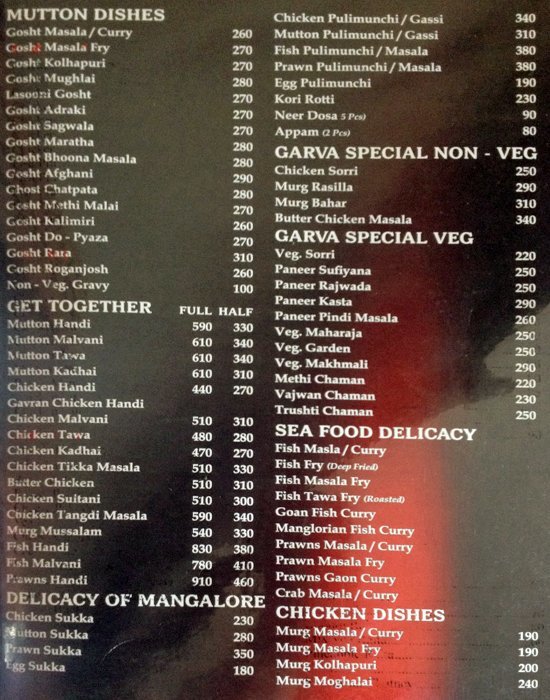 MUTTON DISHES
Gosht Masala / Curry 260
Gosht Masala Fry 270
Gosht Kolhapuri 270
Gosht Mughlai 280
Lasooni Gosht 270
Gosht Adraki 270
Gosht Sagwala 270
Gosht Maratha 280
Gosht Bhoona Masala 280
Gosht Afghani 290
Ghost Chatpata 280
Gosht Methi Malai 270
Gosht Kalimiri 260
Gosht Do - Pyaza 270
Gosht Rara 310
Gosht Roganjosh 260
Non - Veg. Gravy 100
GET TOGETHER FULL HALF
Mutton Handi 590 330
Mutton Malvani 610 340
Mutton Tawa 610 340
Mutton Kadhai 610 310
Chicken Handi 440 270
Gavran Chicken Handi
Chicken Malvani 510 310
Chicken Tawa 480 280
Chicken Kadhai 470 270
Chicken Tikka Masala 510 330
Butter Chicken 510 310
Chicken Suitani 510 300
Chicken Tangdi Masala 590 340
Murg Mussalam 540 330
Fish Handi 830 380
Fish Malvani 780 410
Prawns Handi 910 460
DELICACY OF MANGALORE
Chicken Sukka 230
Mutton Sukka 280
Prawn Sukka 350
Egg Sukka 180
Chicken Pulimunchi / Gassi 340
Mutton Pulimunchi / Gassi 310
Fish Pulimunchi / Masala 380
Prawn Pulimunchi / Masala 380
Egg Pulimunchi 190
Kori Rotti 230
Neer Dosa (5 Pcs) 90
Appam (2 Pcs) 80
GARVA SPECIAL NON - VEG
Chicken Sorri 250
Murg Rasilla 290
Murg Bahar 310
Butter Chicken Masala 340
GARVA SPECIAL VEG
Veg. Sorri 220
Paneer Sufiyana 250
Paneer Rajwada 250
Paneer Kasta 290
Paneer Pindi Masala 260
Veg. Maharaja 250
Veg. Garden 250
Veg. Makhmali 290
Methi Chaman 220
Vajwan Chaman 230
Trushti Chaman 250
SEA FOOD DELICACY
Fish Masla / Curry
Fish Fry (Deep Fried)
Fish Masala Fry
Fish Tawa Fry (Roasted)
Goan Fish Curry
Manglorian Fish Curry
Prawns Masala / Curry
Prawn Masala Fry
Prawns Gaon Curry
Crab Masala / Curry
CHICKEN DISHES
Murg Masala / Curry 190
Murg Masala Fry 190
Murg Kolhapuri 200
Murg Moghalai 240